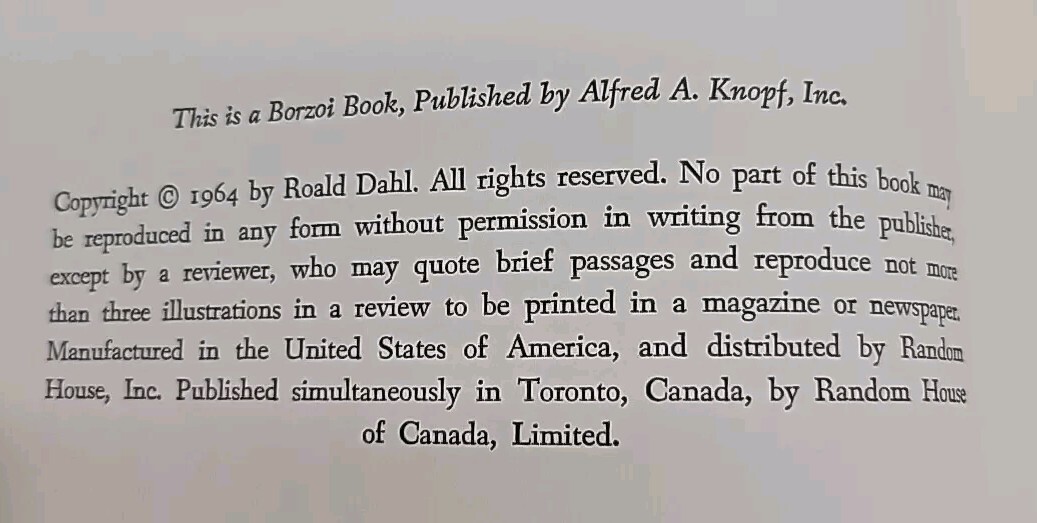 This is a Borzoi Book, Published by Alfred A. Knopf, Inc.
Copyright © 1964 by Roald Dahl. All rights reserved. No part of this book may
be reproduced in any form without permission in writing from the publisher,
except by a reviewer, who may quote brief passages and reproduce not more
than three illustrations in a review to be printed in a magazine or newspaper.
Manufactured in the United States of America, and distributed by Random
House, Inc. Published simultaneously in Toronto, Canada, by Random House
of Canada, Limited.